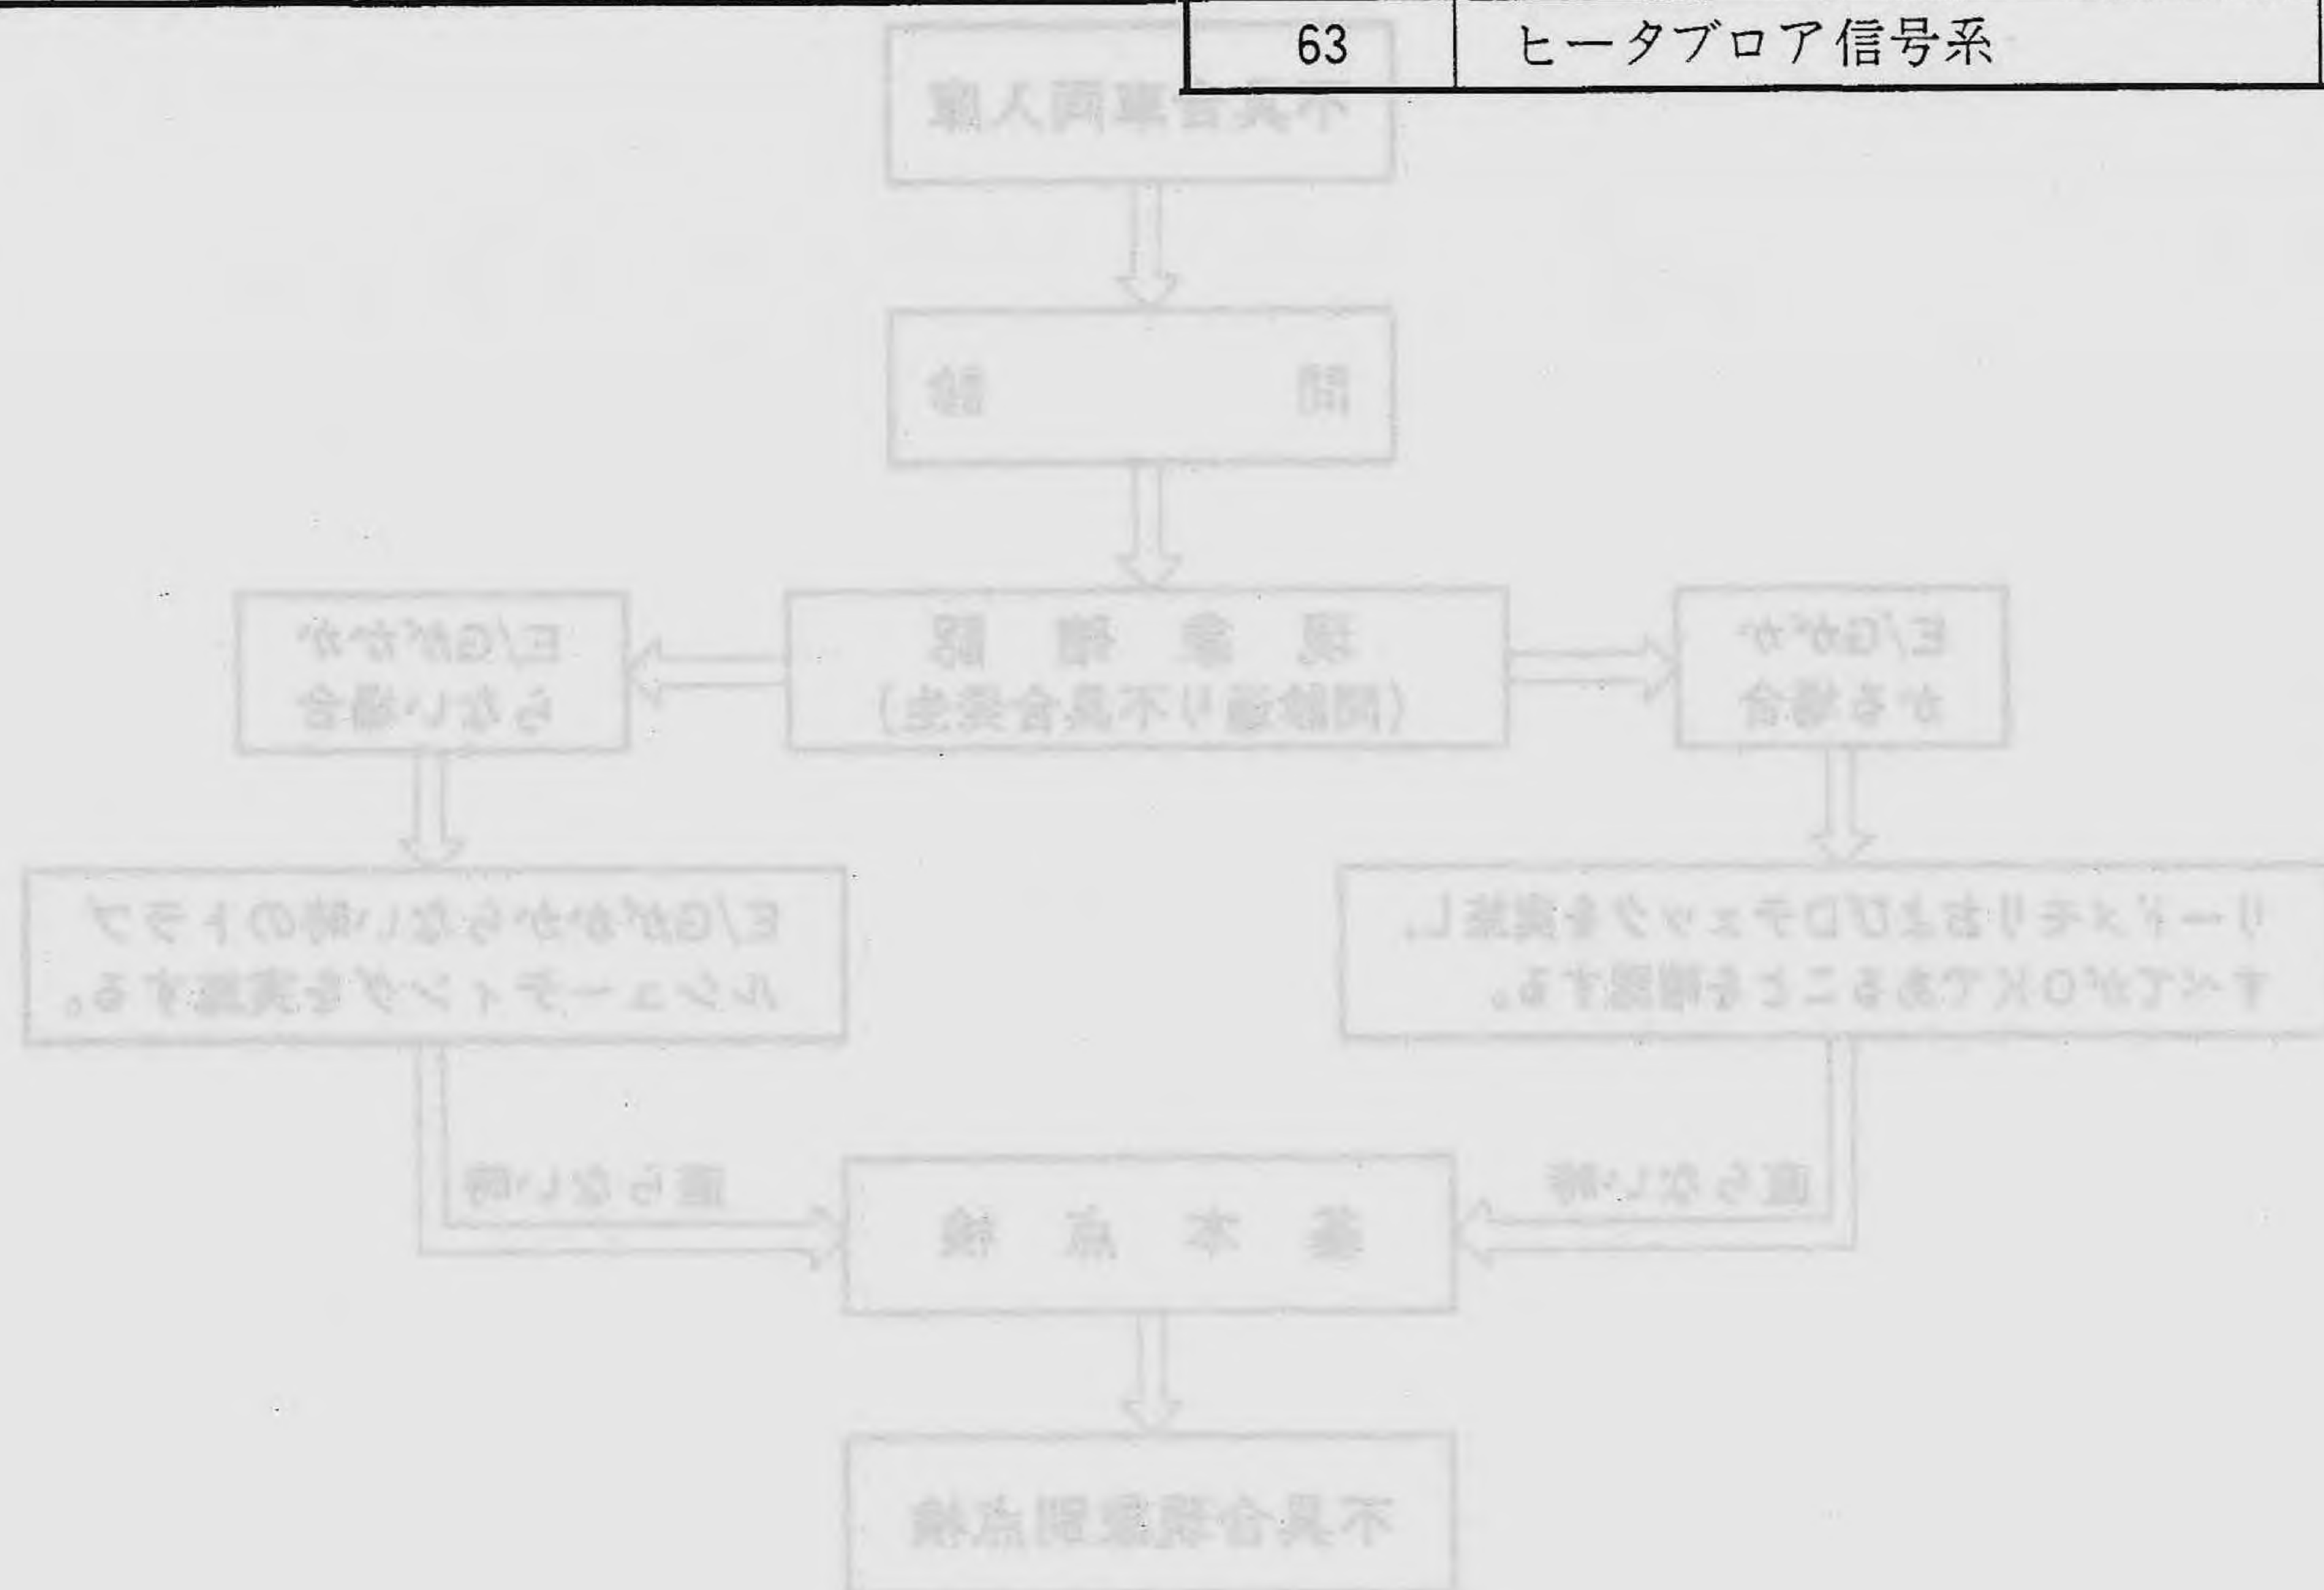 63 ヒータブロア信号系
不具合車両入庫
問 診
現 象 確 認
(問診通り不具合発生)
E/Gがか
かる場合
E/Gがかか
らない場合
リードメモリおよびDチェックを実施し、
すべてがOKであることを確認する。
E/Gがかからない時のトラブ
ルシューティングを実施する。
直らない時
直らない時
基 本 点 検
不具合現象別点検